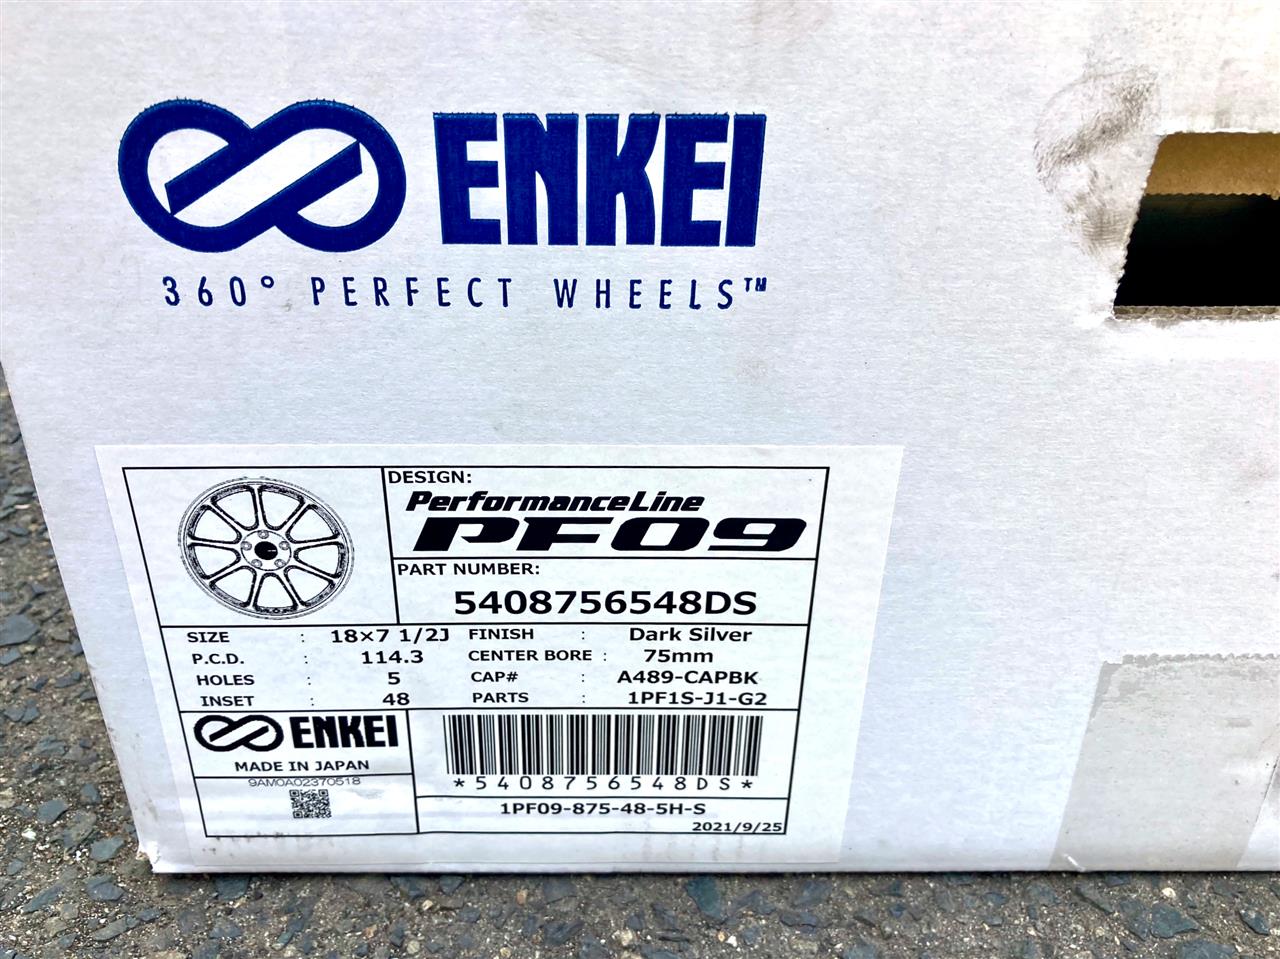 ENKEI
360° PERFECT WHEELS™
DESIGN:
PerformanceLine
PF09
PART NUMBER:
5408756548DS
SIZE : 18×7 1/2J FINISH : Dark Silver
P.C.D. : 114.3 CENTER BORE : 75mm
HOLES : 5 CAP# : A489-CAPBK
INSET : 48 PARTS : 1PF1S-J1-G2
ENKEI
MADE IN JAPAN
9AM0A02370518
*5408756548DS*
1PF09-875-48-5H-S
2021/9/25